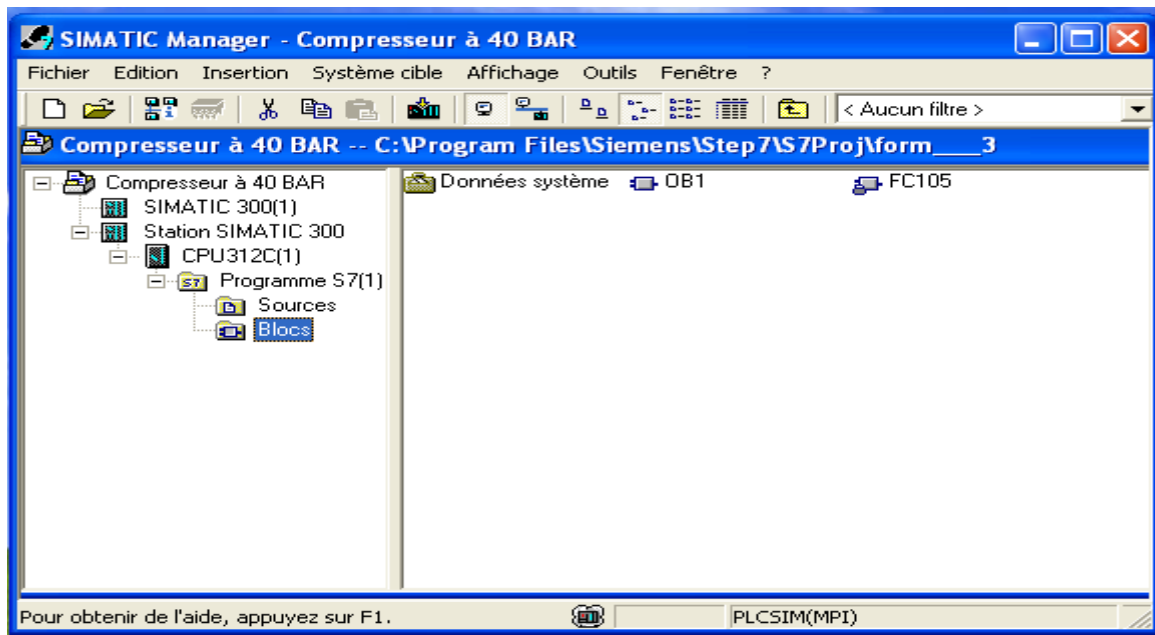 SIMATIC Manager - Compresseur à 40 BAR
Fichier Edition Insertion Système cible Affichage Outils Fenêtre ?
< Aucun filtre >
Compresseur à 40 BAR -- C:\Program Files\Siemens\Step7\S7Proj\form____3
Compresseur à 40 BAR
SIMATIC 300(1)
Station SIMATIC 300
CPU312C(1)
S7 Programme S7(1)
Sources
Blocs
Données système OB1 FC105
Pour obtenir de l'aide, appuyez sur F1. PLCSIM(MPI)